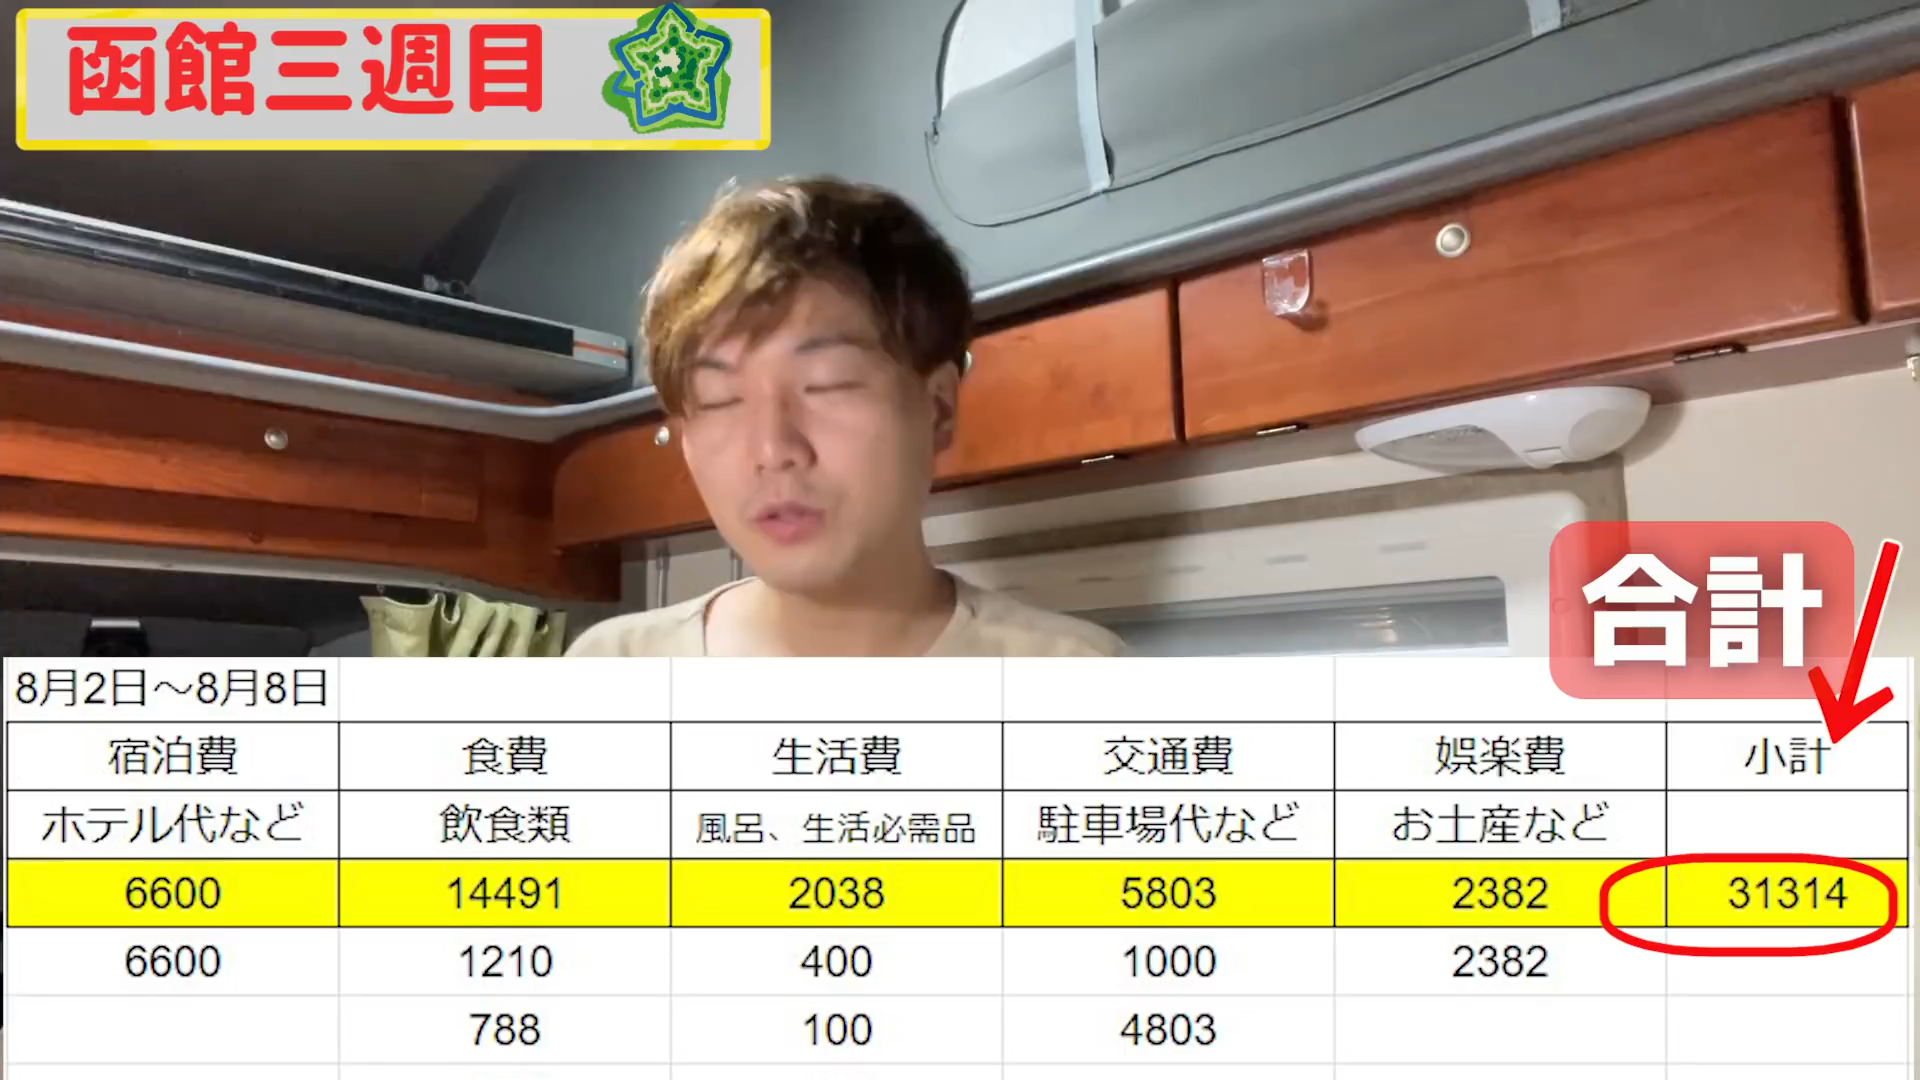 函館三週目
合計
8月2日～8月8日
宿泊費 食費 生活費 交通費 娯楽費 小計
ホテル代など 飲食類 風呂、生活必需品 駐車場代など お土産など
6600 14491 2038 5803 2382 31314
6600 1210 400 1000 2382
788 100 4803